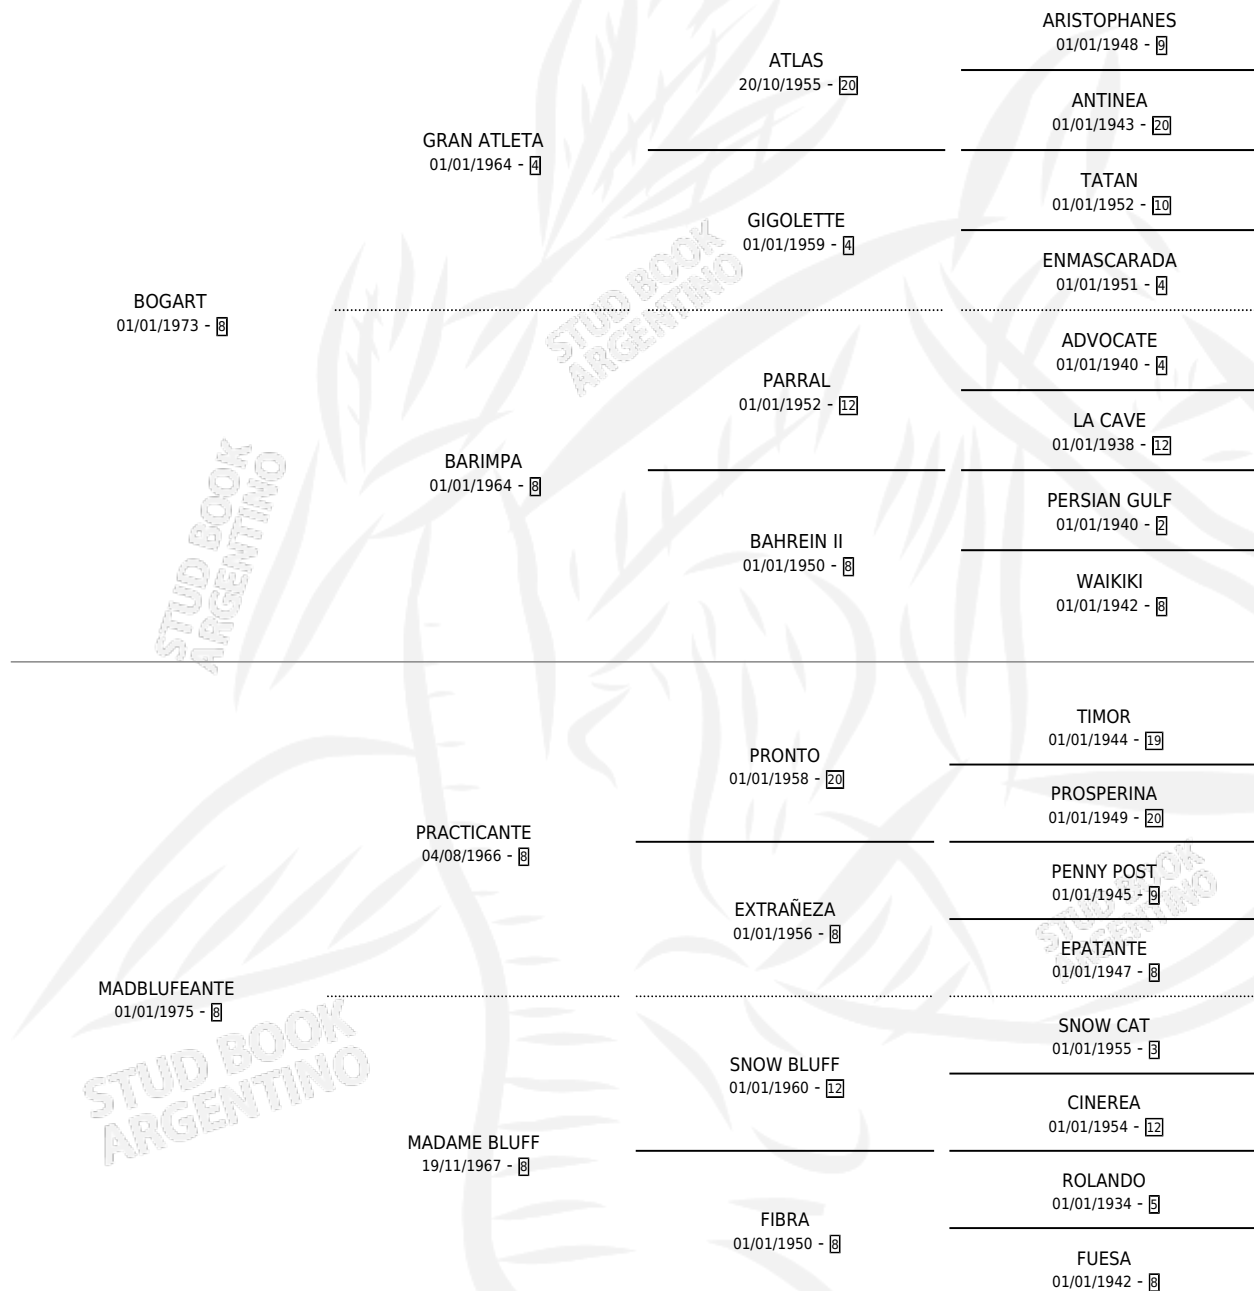 ARISTOPHANES
01/01/1948 - 9
ATLAS
20/10/1955 - 20
ANTINEA
01/01/1943 - 20
GRAN ATLETA
01/01/1964 - 4
TATAN
01/01/1952 - 10
GIGOLETTE
01/01/1959 - 4
ENMASCARADA
01/01/1951 - 4
BOGART
01/01/1973 - 8
STUD BOOK
ARGENTINO
ADVOCATE
01/01/1940 - 4
PARRAL
01/01/1952 - 12
LA CAVE
01/01/1938 - 12
BARIMPA
01/01/1964 - 8
PERSIAN GULF
01/01/1940 - 2
BAHREIN II
01/01/1950 - 8
WAIKIKI
01/01/1942 - 8
STUD BOOK
ARGENTINO
TIMOR
01/01/1944 - 19
PRONTO
01/01/1958 - 20
PROSPERINA
01/01/1949 - 20
PRACTICANTE
04/08/1966 - 8
PENNY POST
01/01/1945 - 9
EXTRAÑEZA
01/01/1956 - 8
STUD BOOK
ARGENTINO
EPATANTE
01/01/1947 - 8
MADBLUFEANTE
01/01/1975 - 8
STUD BOOK
ARGENTINO
SNOW CAT
01/01/1955 - 3
SNOW BLUFF
01/01/1960 - 12
CINEREA
01/01/1954 - 12
MADAME BLUFF
19/11/1967 - 8
ROLANDO
01/01/1934 - 5
FIBRA
01/01/1950 - 8
FUESA
01/01/1942 - 8